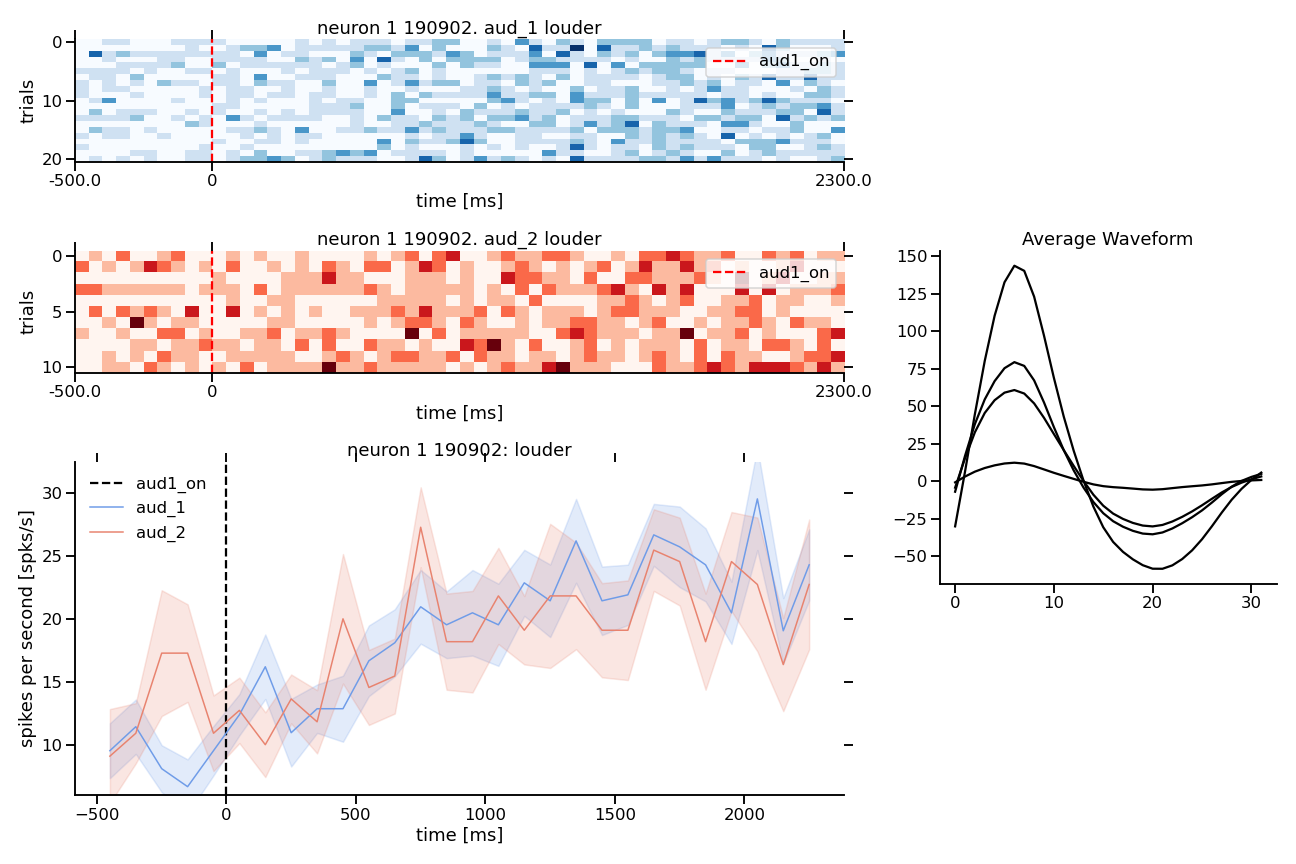 neuron 1 190902. aud_1 louder
0
10
20
trials
aud1_on
-500.0 0 2300.0
time [ms]
neuron 1 190902. aud_2 louder
0
5
10
trials
aud1_on
-500.0 0 2300.0
time [ms]
neuron 1 190902: louder
30
25
20
15
10
spikes per second [spks/s]
aud1_on
aud_1
aud_2
−500 0 500 1000 1500 2000
time [ms]
Average Waveform
150
125
100
75
50
25
0
−25
−50
0 10 20 30